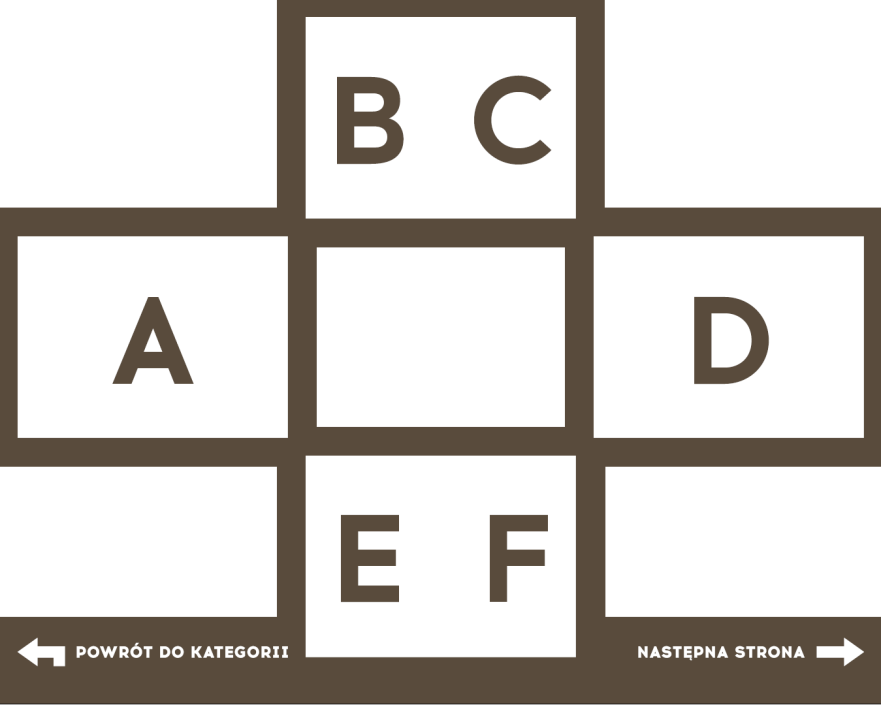 B C
A
D
E F
POWRÓT DO KATEGORII
NASTĘPNA STRONA